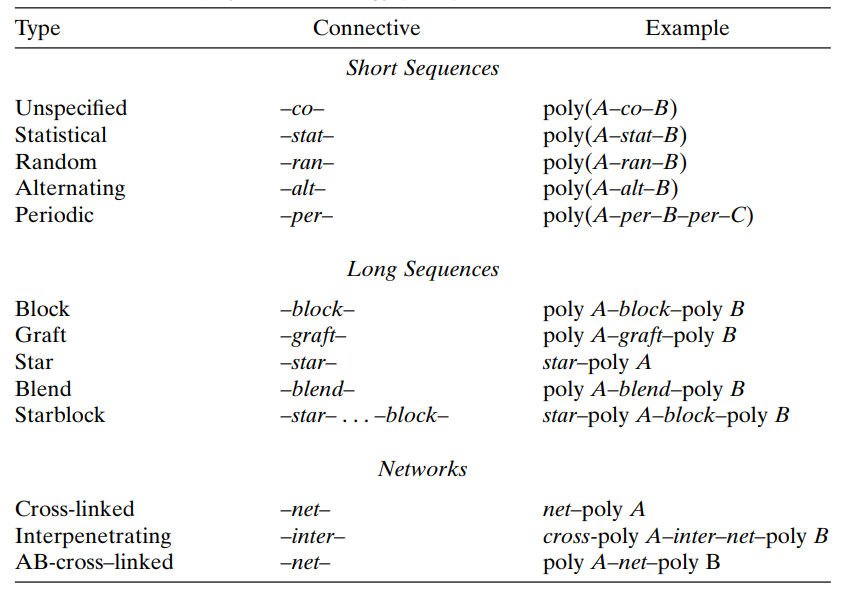 Type Connective Example
Short Sequences
Unspecified –co– poly(A–co–B)
Statistical –stat– poly(A–stat–B)
Random –ran– poly(A–ran–B)
Alternating –alt– poly(A–alt–B)
Periodic –per– poly(A–per–B–per–C)
Long Sequences
Block –block– poly A–block–poly B
Graft –graft– poly A–graft–poly B
Star –star– star–poly A
Blend –blend– poly A–blend–poly B
Starblock –star– . . . –block– star–poly A–block–poly B
Networks
Cross-linked –net– net–poly A
Interpenetrating –inter– cross-poly A–inter–net–poly B
AB-cross–linked –net– poly A–net–poly B